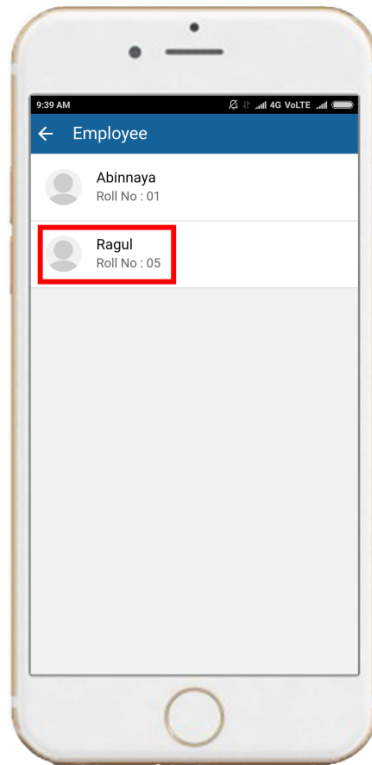 9:39 AM 4G VoLTE
Employee
Abinnaya
Roll No : 01
Ragul
Roll No : 05